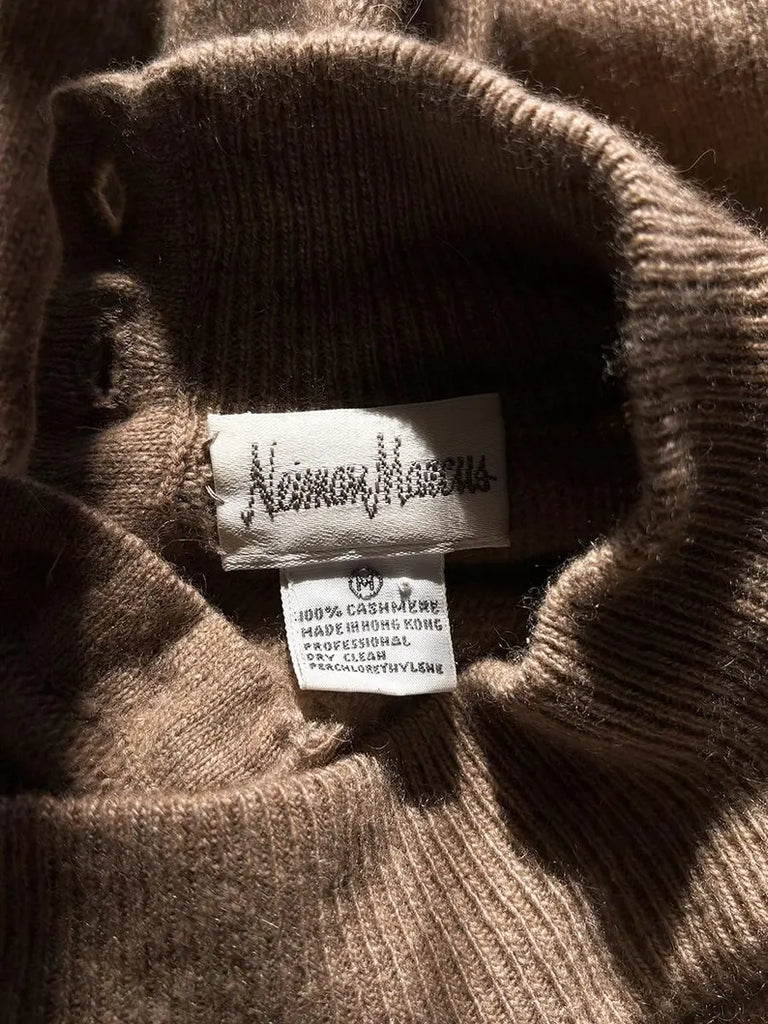 Neiman Marcus
M
100% CASHMERE
MADE IN HONG KONG
PROFESSIONAL
DRY CLEAN
PERCHLORETHYLENE